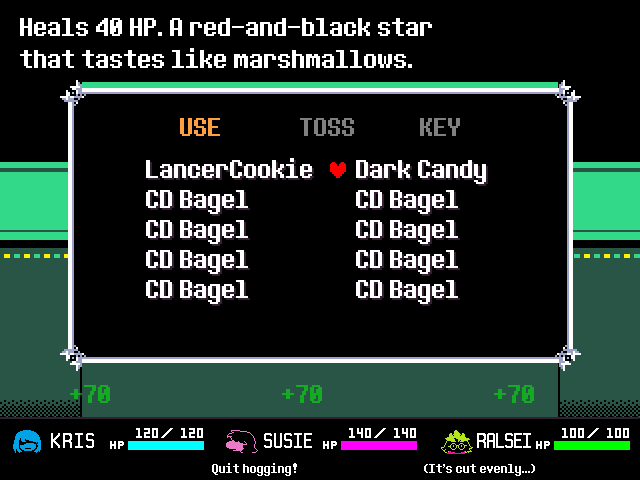 Heals 40 HP. A red-and-black star
that tastes like marshmallows.
USE TOSS KEY
LancerCookie Dark Candy
CD Bagel CD Bagel
CD Bagel CD Bagel
CD Bagel CD Bagel
CD Bagel CD Bagel
+70 +70 +70
KRIS HP 120/120 SUSIE HP 140/140 RALSEI HP 100/100
Quit hogging! (It's cut evenly...)